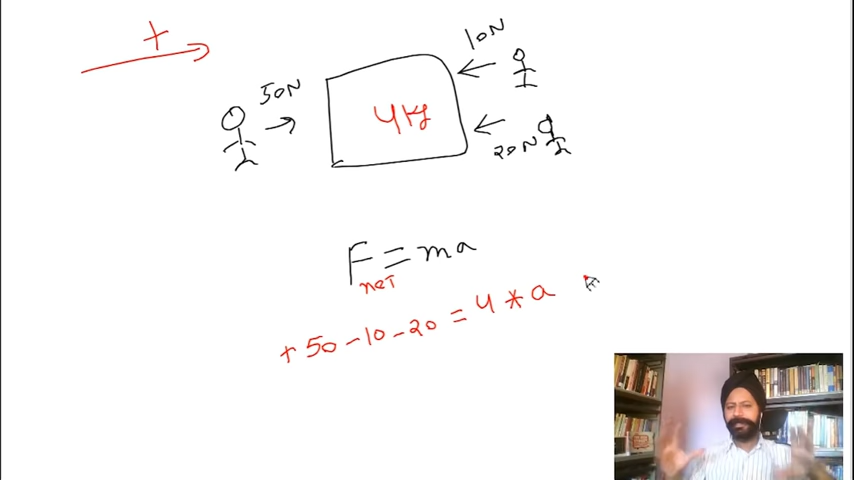 +
10N
50N
4Kg
20N
F = ma
net
+ 50 - 10 - 20 = 4 * a